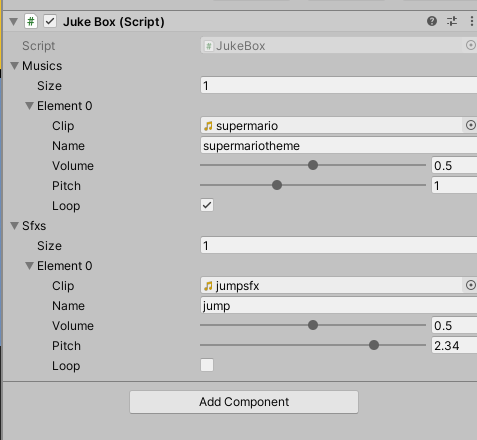 Juke Box (Script)
Script JukeBox
Musics
Size 1
Element 0
Clip supermario
Name supermariotheme
Volume 0.5
Pitch 1
Loop
Sfxs
Size 1
Element 0
Clip jumpsfx
Name jump
Volume 0.5
Pitch 2.34
Loop
Add Component